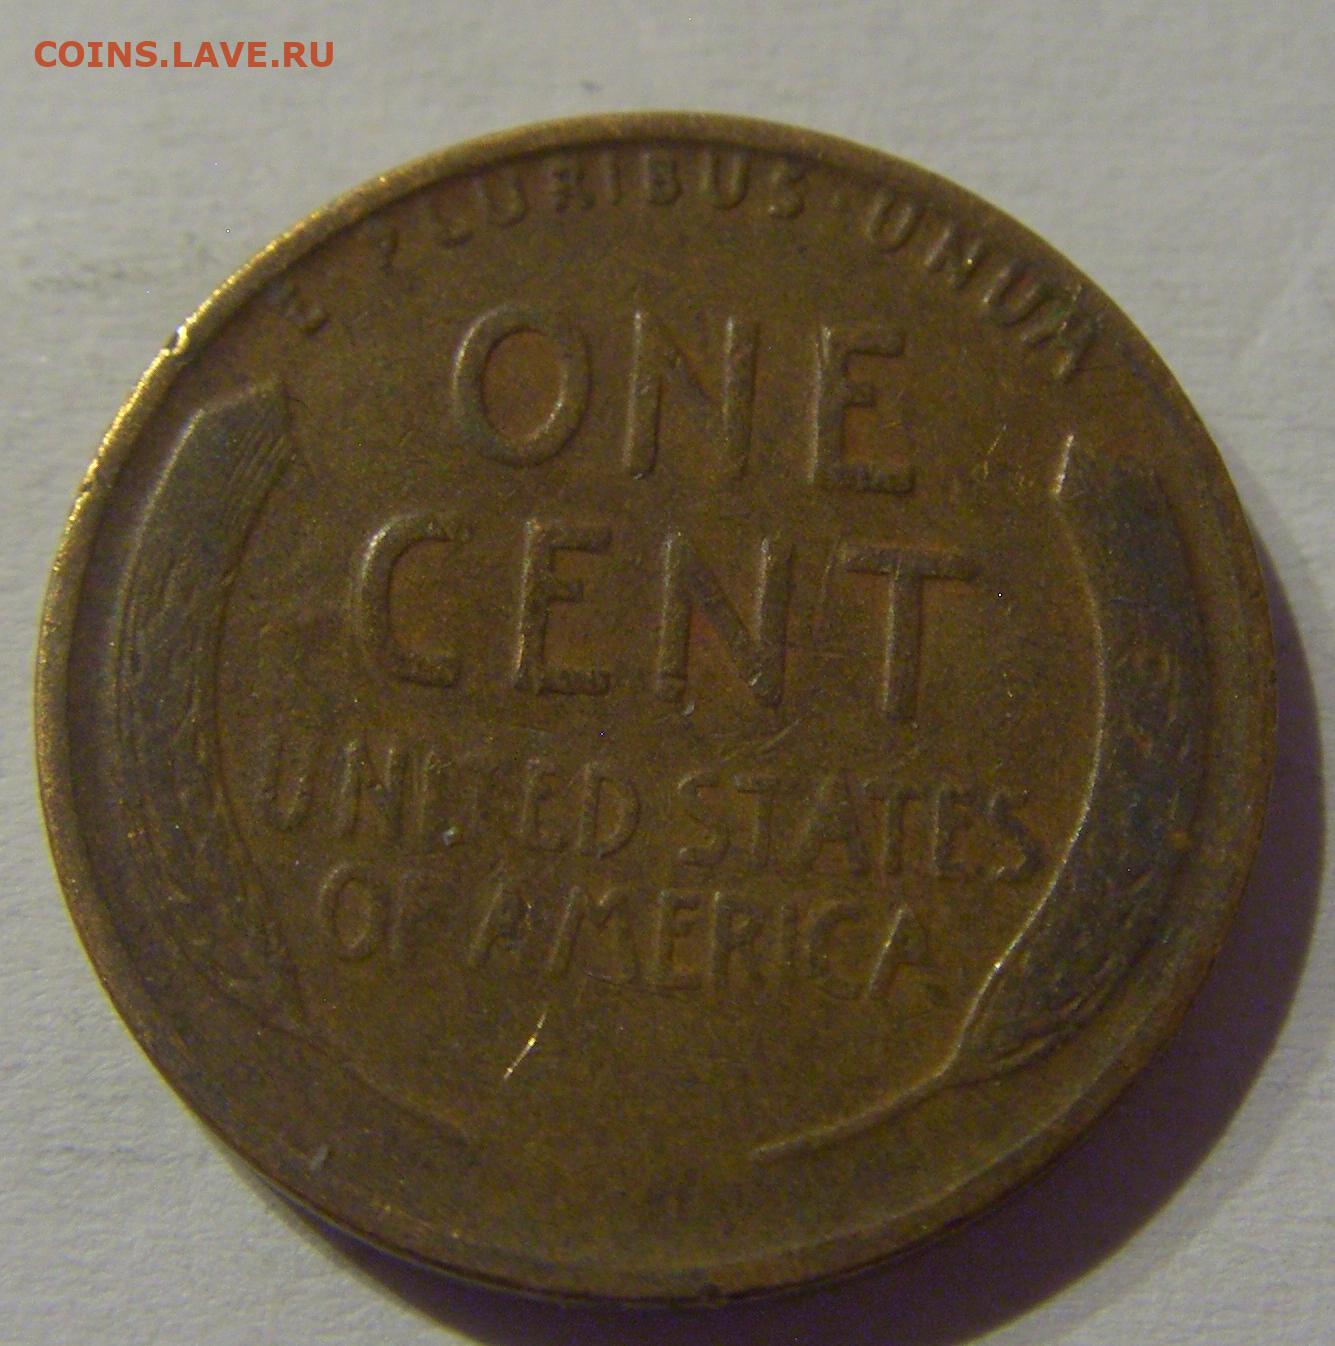 COINS.LAVE.RU
E PLURIBUS · UNUM
ONE
CENT
UNITED STATES
OF AMERICA